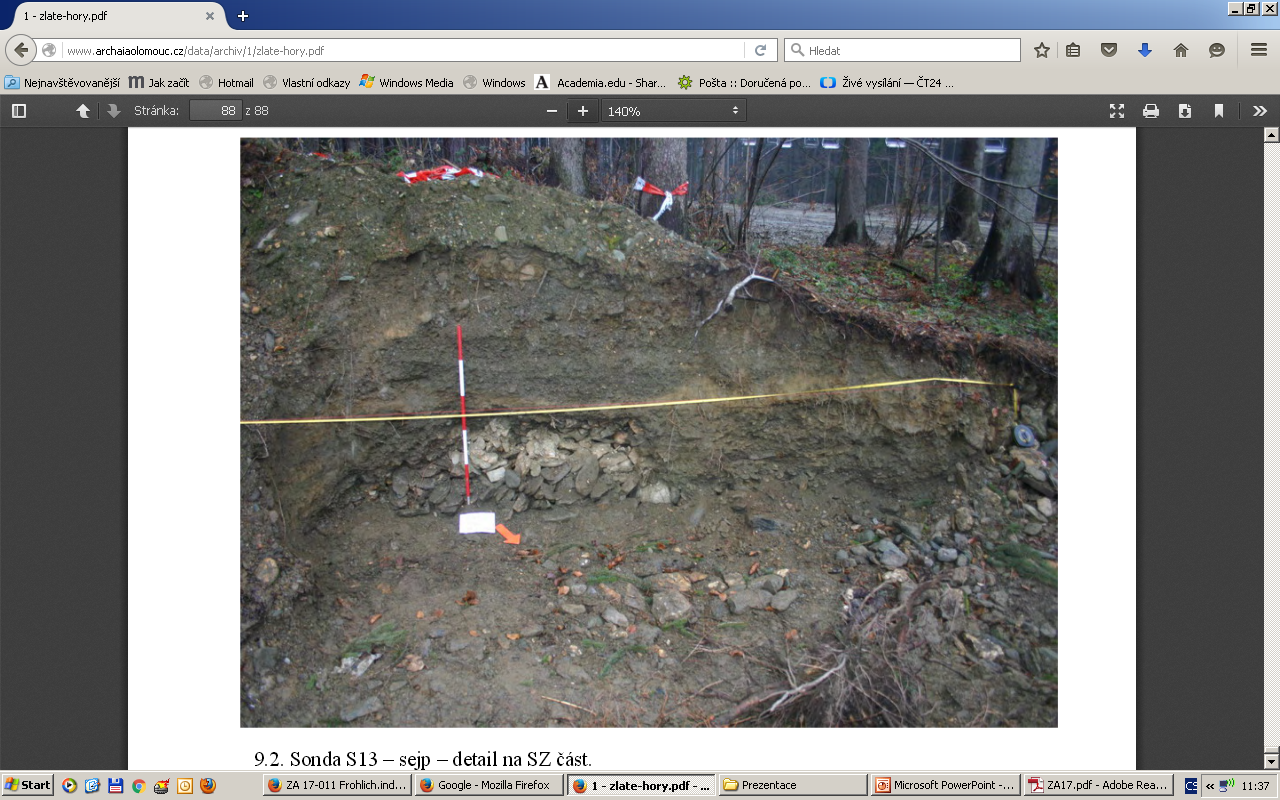 1 - zlate-hory.pdf
www.archaiaolomouc.cz/data/archiv/1/zlate-hory.pdf
Hledat
Nejnavštěvovanější Jak začít Hotmail Vlastní odkazy Windows Media Windows Academia.edu - Shar... Pošta :: Doručená po... Živé vysílání — ČT24 ...
Stránka: 88 z 88 140%
9.2. Sonda S13 – sejp – detail na SZ část.
Start ZA 17-011 Frohlich.ind... Google - Mozilla Firefox 1 - zlate-hory.pdf - ... Prezentace Microsoft PowerPoint -... ZA17.pdf - Adobe Rea... CS « 11:37